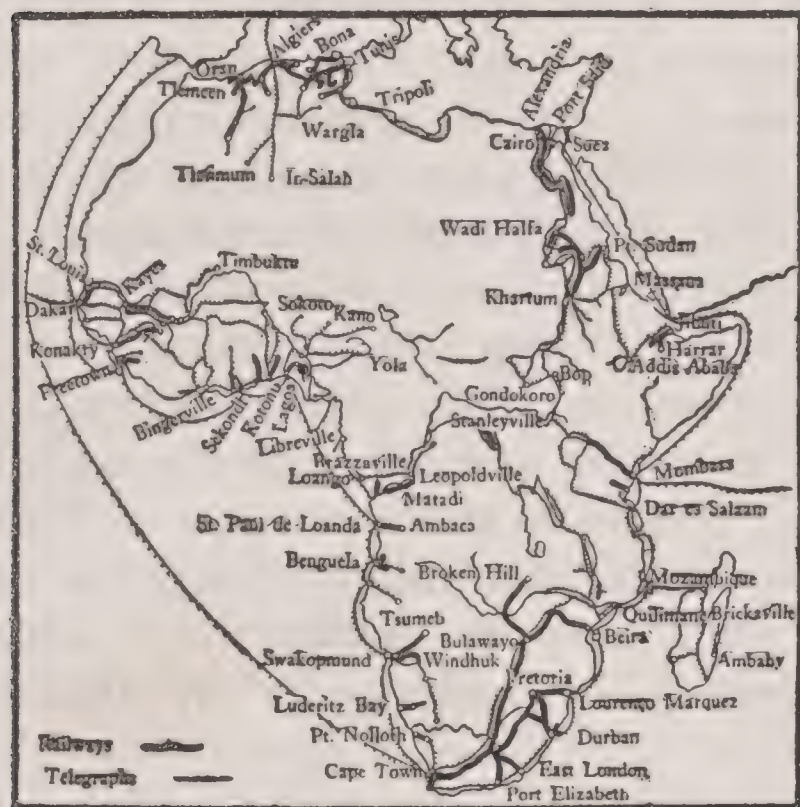 Algiers
Bona
Tunis
Oran
Tlemcen
Tripoli
Alexandria
Port Said
Wargla
Cairo
Suez
In-Salah
Wadi Halfa
Pt. Sudan
St. Louis
Kayes
Timbuktu
Massaua
Sokoto
Kano
Khartum
Dakar
Jibuti
Konakry
Harrar
Yola
Addis Ababa
Freetown
Bor
Gondokoro
Bingerville
Sekondi
Kotonu
Lagos
Stanleyville
Libreville
Brazzaville
Mombasa
Loango
Leopoldville
Matadi
Dar es Salaam
St. Paul de Loanda
Ambaca
Benguela
Broken Hill
Mozambique
Tsumeb
Quilimane
Brickaville
Bulawayo
Beira
Swakopmund
Windhuk
Ambahy
Pretoria
Luderitz Bay
Lourenço Marquez
Pt. Nolloth
Durban
Railways
Telegraphs
Cape Town
East London
Port Elizabeth